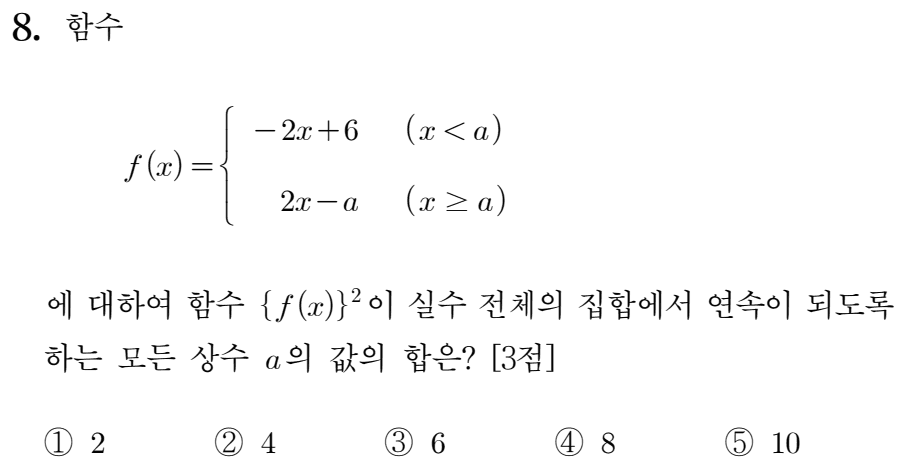 8. 함수
f(x) = { -2x+6 (x < a)
2x-a (x ≥ a)
에 대하여 함수 {f(x)}²이 실수 전체의 집합에서 연속이 되도록
하는 모든 상수 a의 값의 합은? [3점]
① 2 ② 4 ③ 6 ④ 8 ⑤ 10